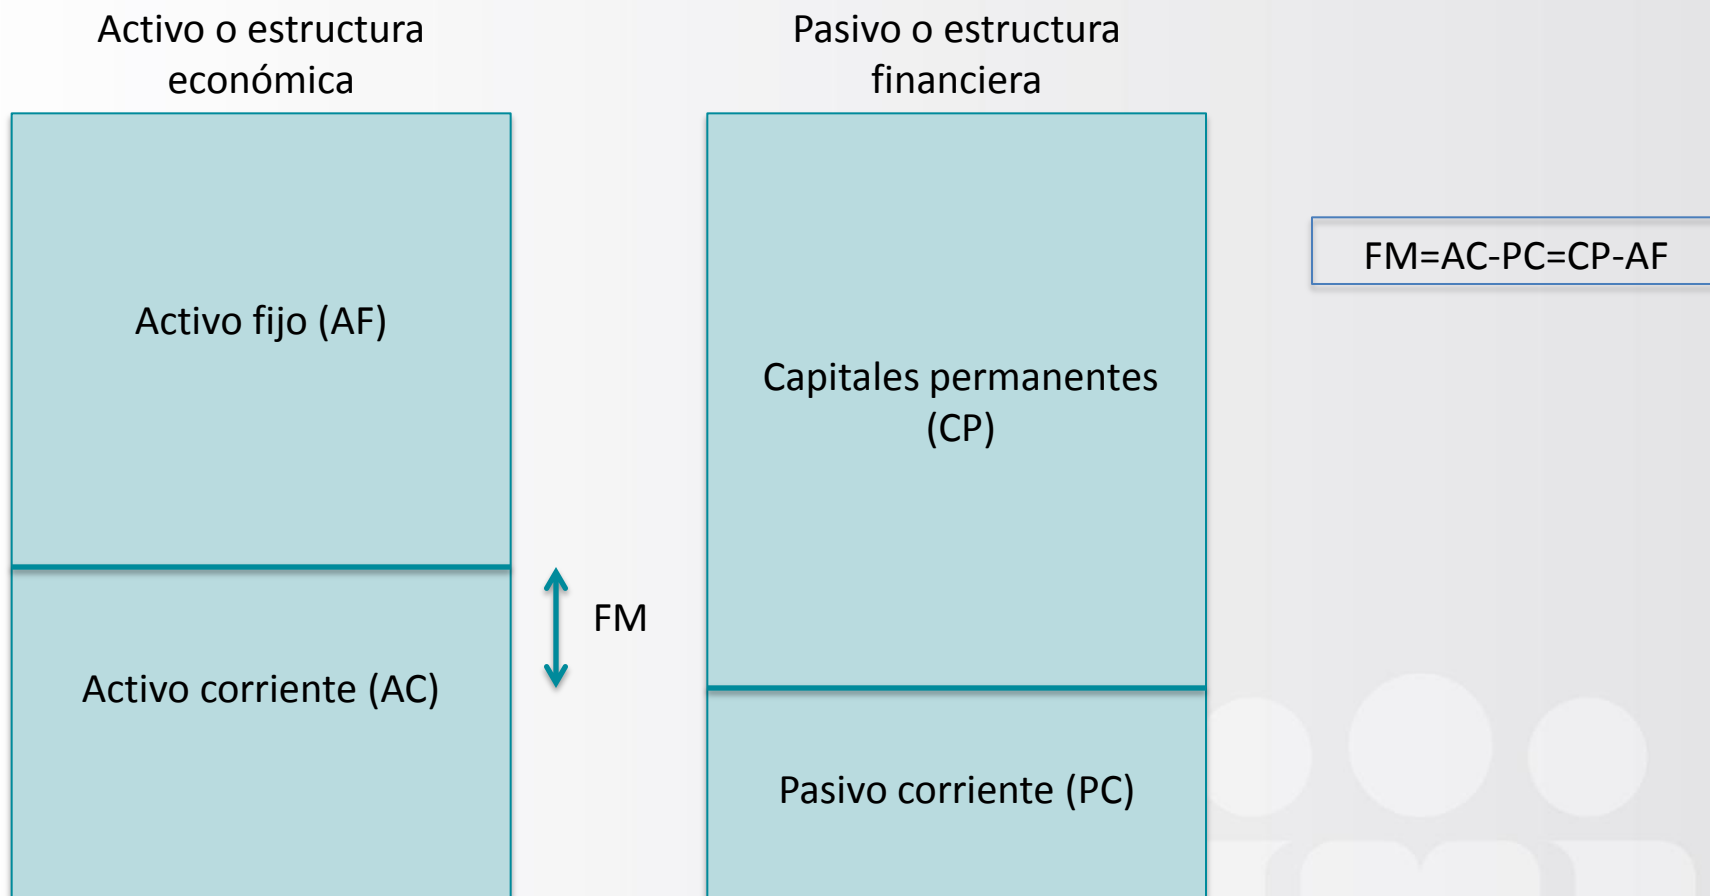 Activo o estructura
económica
Pasivo o estructura
financiera
FM=AC-PC=CP-AF
Activo fijo (AF)
Capitales permanentes
(CP)
FM
Activo corriente (AC)
Pasivo corriente (PC)